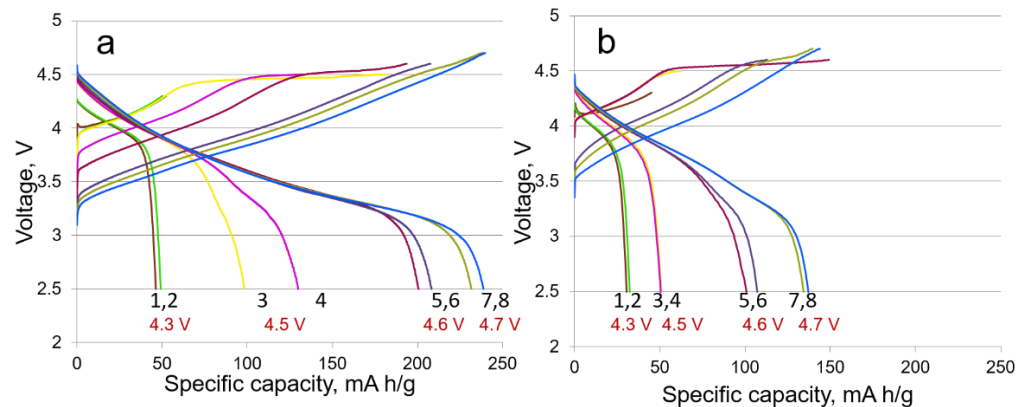 a
5
4.5
4
3.5
3
2.5
2
Voltage, V
1,2 3 4 5,6 7,8
4.3 V 4.5 V 4.6 V 4.7 V
0 50 100 150 200 250
Specific capacity, mA h/g
b
5
4.5
4
3.5
3
2.5
2
Voltage, V
1,2 3,4 5,6 7,8
4.3 V 4.5 V 4.6 V 4.7 V
0 50 100 150 200 250
Specific capacity, mA h/g